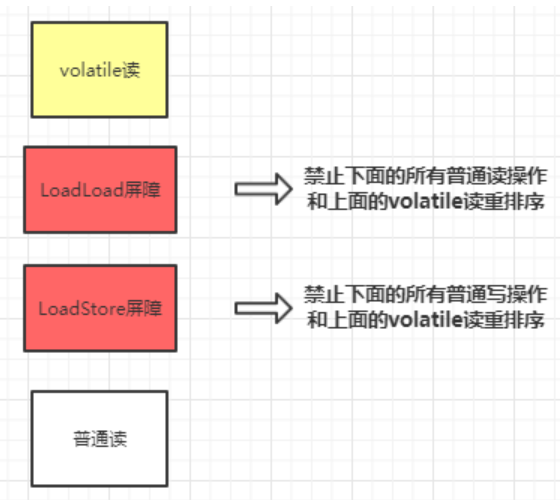 volatile读
LoadLoad屏障
禁止下面的所有普通读操作
和上面的volatile读重排序
LoadStore屏障
禁止下面的所有普通写操作
和上面的volatile读重排序
普通读